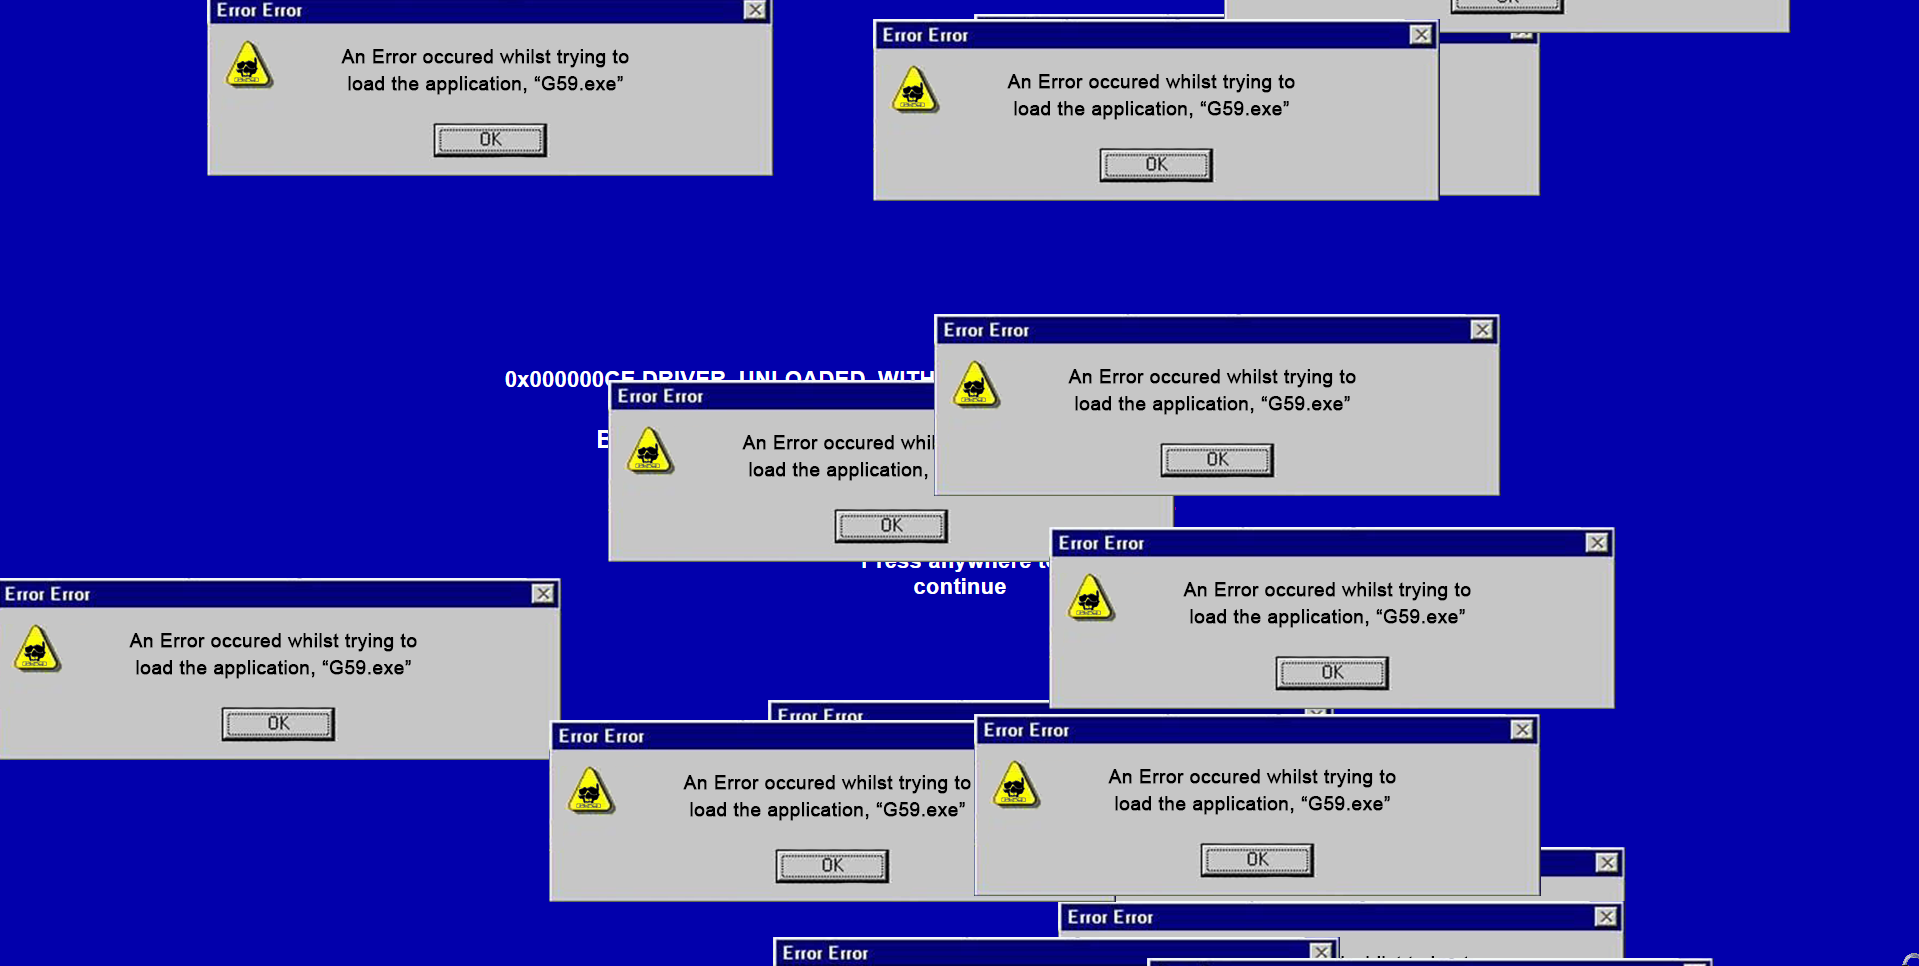 OK
Error Error
An Error occured whilst trying to
load the application, “G59.exe”
OK
Error Error
An Error occured whilst trying to
load the application, “G59.exe”
OK
Error Error
An Error occured whilst trying to
load the application, “G59.exe”
OK
0x000000CE DRIVER_UNLOADED_WITH
Error Error
An Error occured
load the application,
OK
Press anywhere
continue
Error Error
An Error occured whilst trying to
load the application, “G59.exe”
OK
Error Error
An Error occured whilst trying to
load the application, “G59.exe”
OK
Error Error
Error Error
An Error occured whilst trying to
load the application, “G59.exe”
OK
Error Error
An Error occured whilst trying to
load the application, “G59.exe”
OK
Error Error
Error Error